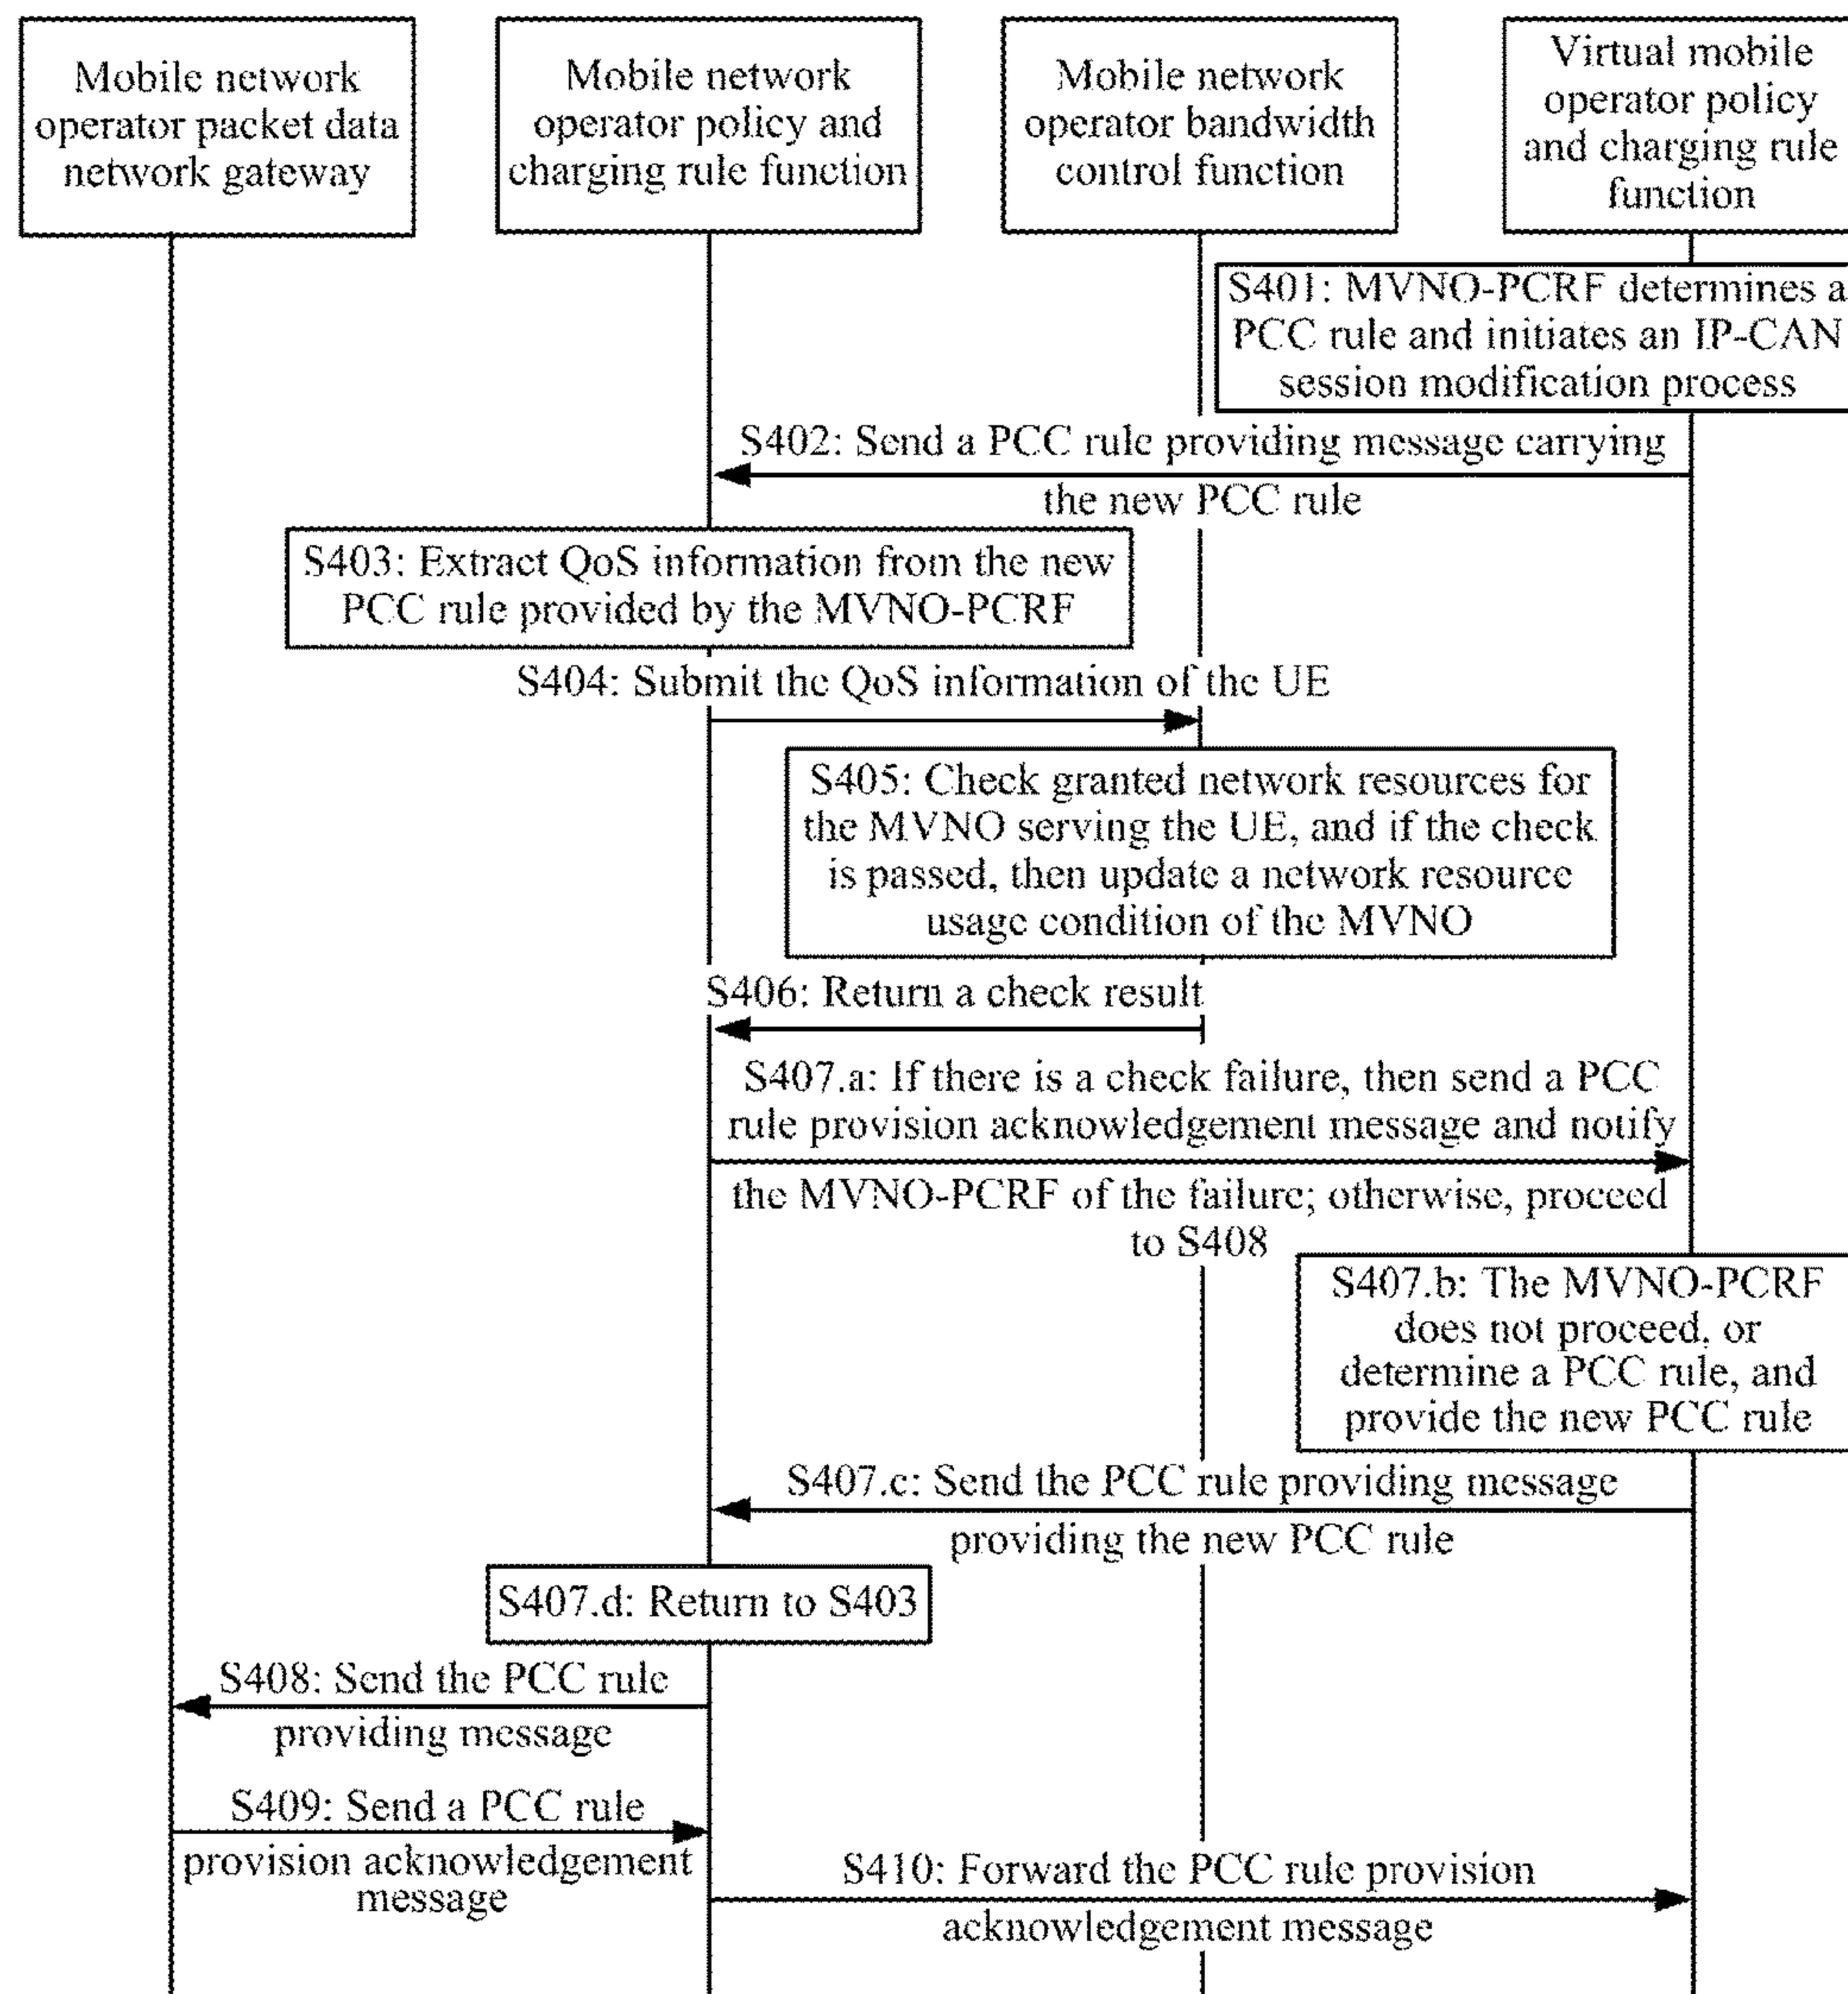 Mobile network
operator packet data
network gateway
Mobile network
operator policy and
charging rule function
Mobile network
operator bandwidth
control function
Virtual mobile
operator policy
and charging rule
function
S401: MVNO-PCRF determines a
PCC rule and initiates an IP-CAN
session modification process
S402: Send a PCC rule providing message carrying
the new PCC rule
S403: Extract QoS information from the new
PCC rule provided by the MVNO-PCRF
S404: Submit the QoS information of the UE
S405: Check granted network resources for
the MVNO serving the UE, and if the check
is passed, then update a network resource
usage condition of the MVNO
S406: Return a check result
S407.a: If there is a check failure, then send a PCC
rule provision acknowledgement message and notify
the MVNO-PCRF of the failure; otherwise, proceed
to S408
S407.b: The MVNO-PCRF
does not proceed, or
determine a PCC rule, and
provide the new PCC rule
S407.c: Send the PCC rule providing message
providing the new PCC rule
S407.d: Return to S403
S408: Send the PCC rule
providing message
S409: Send a PCC rule
provision acknowledgement
message
S410: Forward the PCC rule provision
acknowledgement message